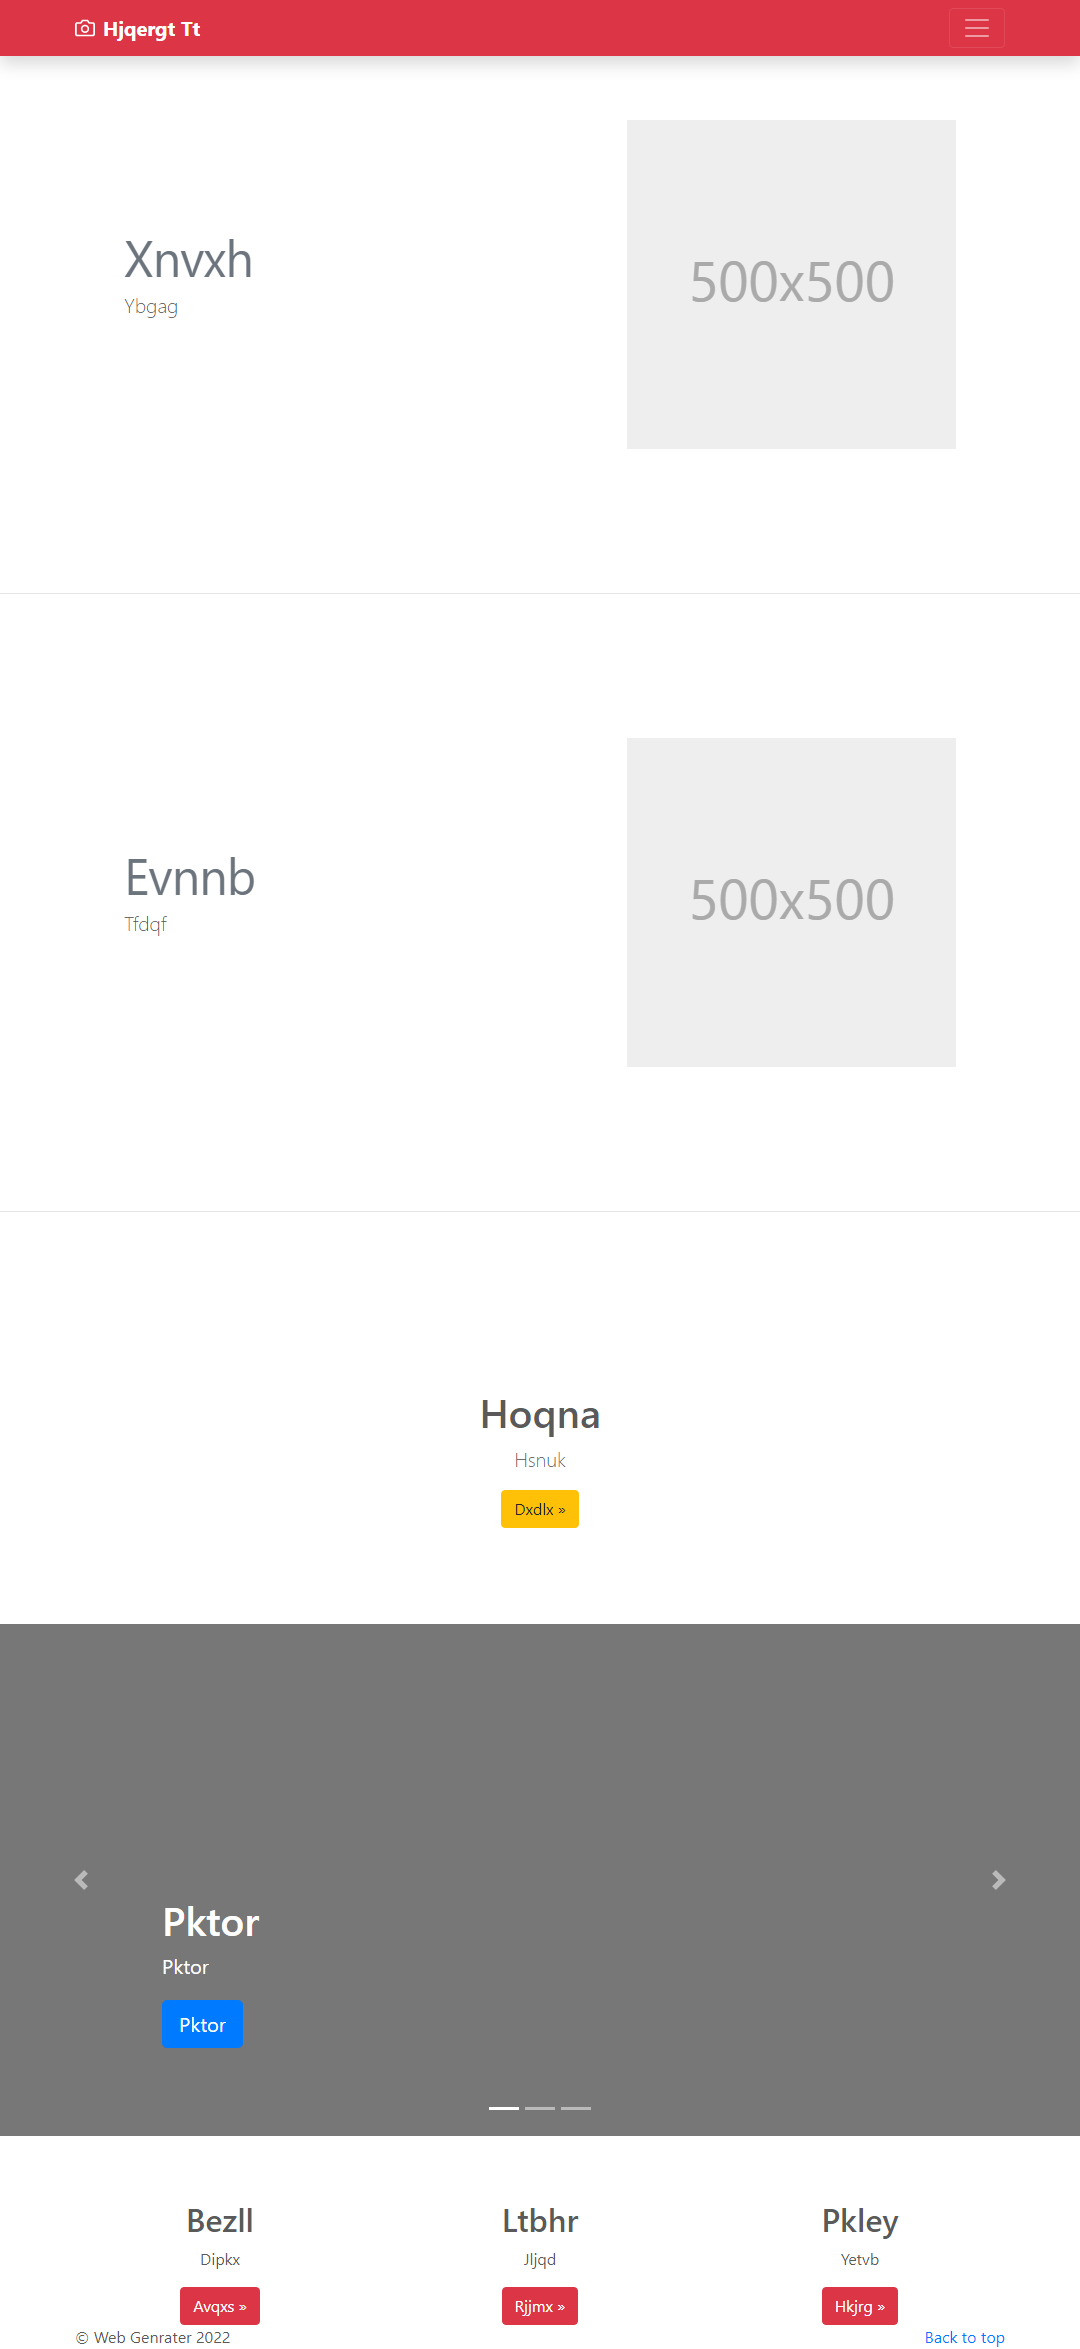 Hjqergt Tt
Xnvxh
Ybgag
500x500
Evnnb
Tfdqf
500x500
Hoqna
Hsnuk
Dxdlx »
Pktor
Pktor
Pktor
Bezll
Dipkx
Avqxs »
Ltbhr
Jljqd
Rjjmx »
Pkley
Yetvb
Hkjrg »
© Web Genrater 2022
Back to top